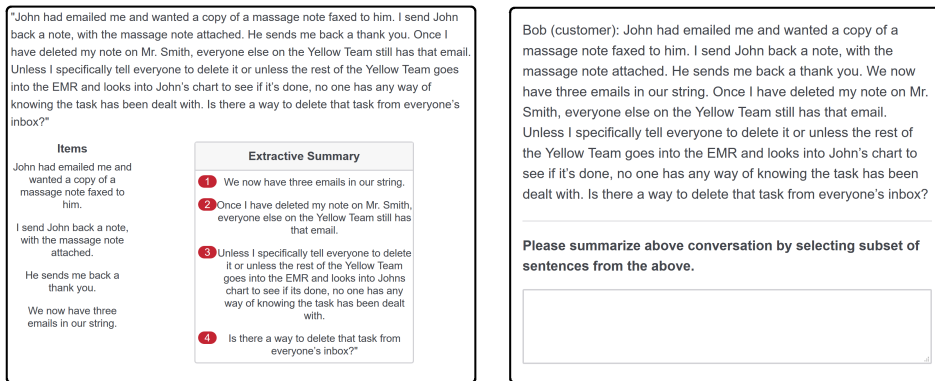 "John had emailed me and wanted a copy of a massage note faxed to him. I send John
back a note, with the massage note attached. He sends me back a thank you. Once I
have deleted my note on Mr. Smith, everyone else on the Yellow Team still has that email.
Unless I specifically tell everyone to delete it or unless the rest of the Yellow Team goes
into the EMR and looks into John's chart to see if it's done, no one has any way of
knowing the task has been dealt with. Is there a way to delete that task from everyone's
inbox?"
Items
John had emailed me and
wanted a copy of a
massage note faxed to
him.
I send John back a note,
with the massage note
attached.
He sends me back a
thank you.
We now have three
emails in our string.
Extractive Summary
1 We now have three emails in our string.
2 Once I have deleted my note on Mr. Smith,
everyone else on the Yellow Team still has
that email.
3 Unless I specifically tell everyone to delete
it or unless the rest of the Yellow Team
goes into the EMR and looks into Johns
chart to see if its done, no one has any
way of knowing the task has been dealt
with.
4 Is there a way to delete that task from
everyone's inbox?"
Bob (customer): John had emailed me and wanted a copy of a
massage note faxed to him. I send John back a note, with the
massage note attached. He sends me back a thank you. We now
have three emails in our string. Once I have deleted my note on Mr.
Smith, everyone else on the Yellow Team still has that email.
Unless I specifically tell everyone to delete it or unless the rest of
the Yellow Team goes into the EMR and looks into John's chart to
see if it's done, no one has any way of knowing the task has been
dealt with. Is there a way to delete that task from everyone's inbox?
Please summarize above conversation by selecting subset of
sentences from the above.